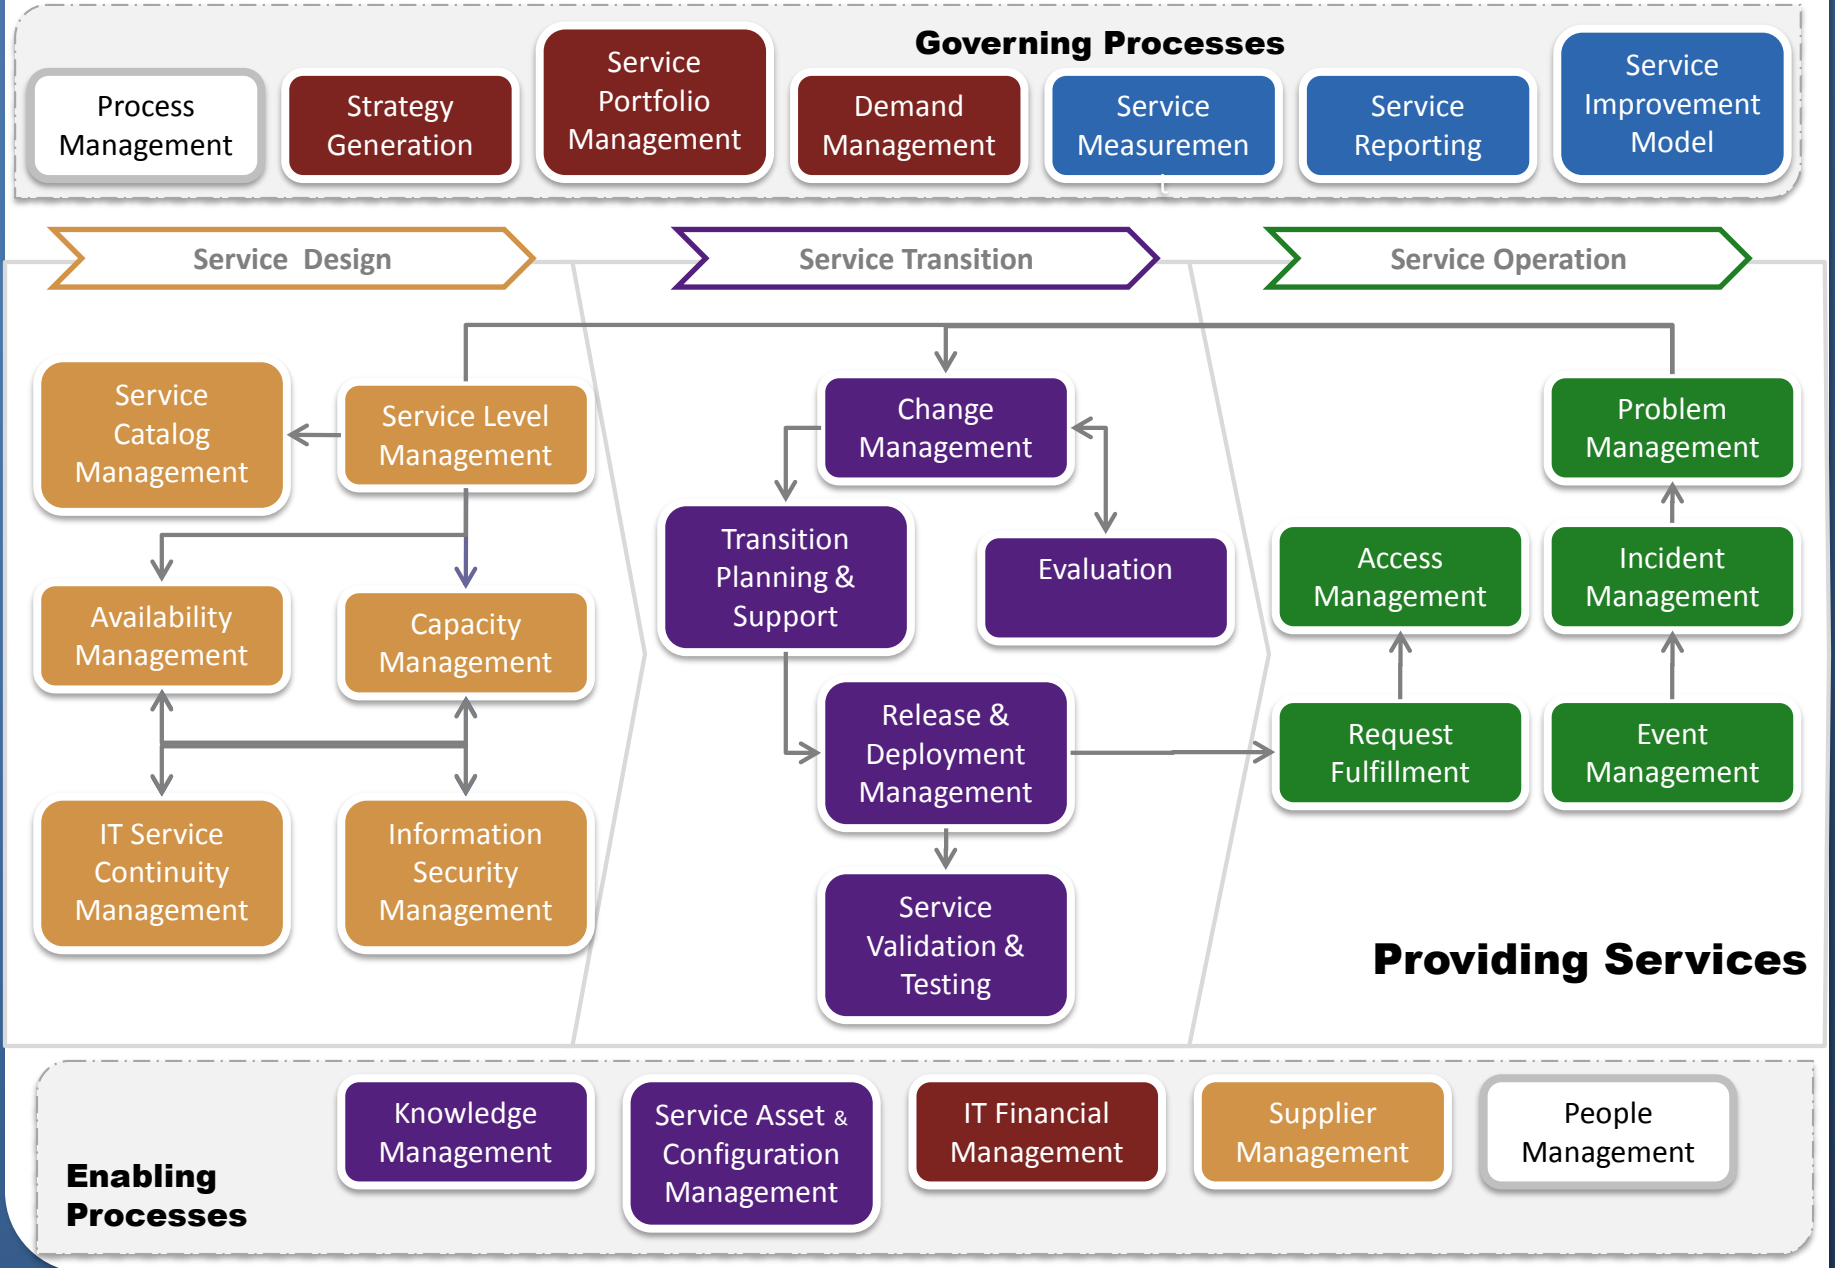 Governing Processes
Process
Management
Strategy
Generation
Service
Portfolio
Management
Demand
Management
Service
Measuremen
t
Service
Reporting
Service
Improvement
Model
Service  Design
Service Transition
Service Operation
Service
Catalog
Management
Service Level
Management
Availability
Management
Capacity
Management
IT Service
Continuity
Management
Information
Security
Management
Change
Management
Transition
Planning &
Support
Evaluation
Release &
Deployment
Management
Service
Validation &
Testing
Problem
Management
Access
Management
Incident
Management
Request
Fulfillment
Event
Management
Providing Services
Enabling
Processes
Knowledge
Management
Service Asset &
Configuration
Management
IT Financial
Management
Supplier
Management
People
Management